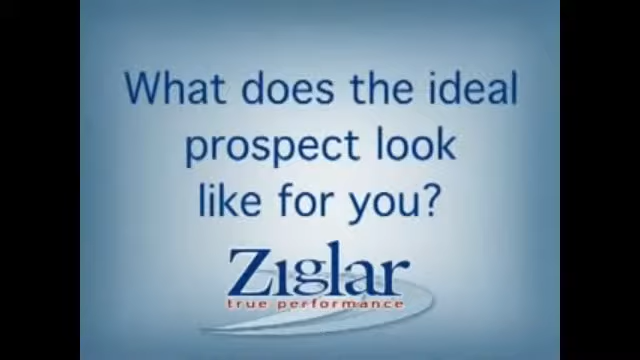 What does the ideal
prospect look
like for you?
Ziglar
true performance